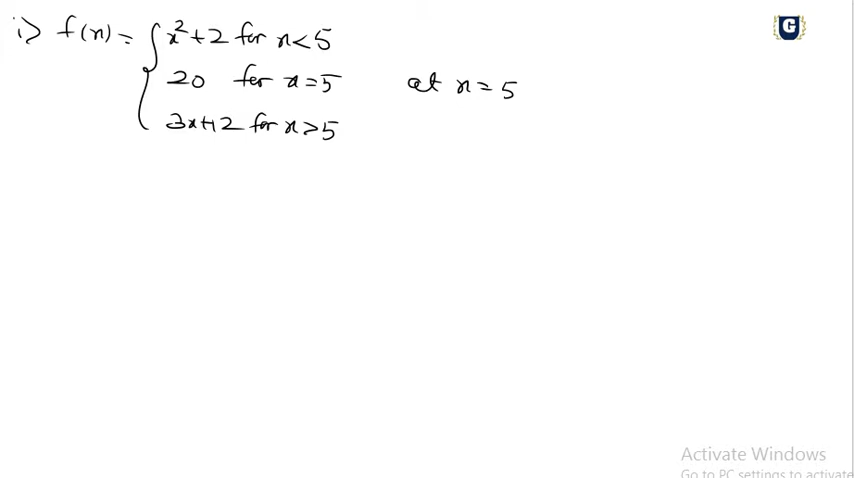 i> f(x) = { x²+2 for x<5
20 for x=5 at x=5
3x+12 for x>5
G
Activate Windows
Go to PC settings to activate